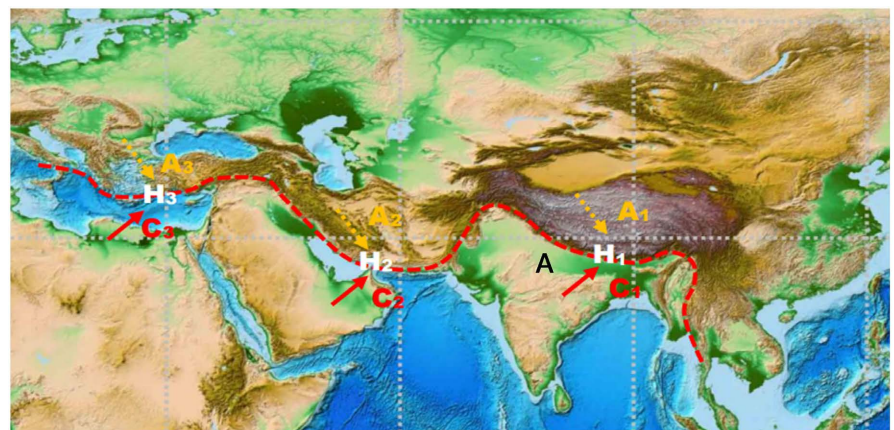 A₃
H₃
C₃
A₂
H₂
C₂
A₁
H₁
A
C₁